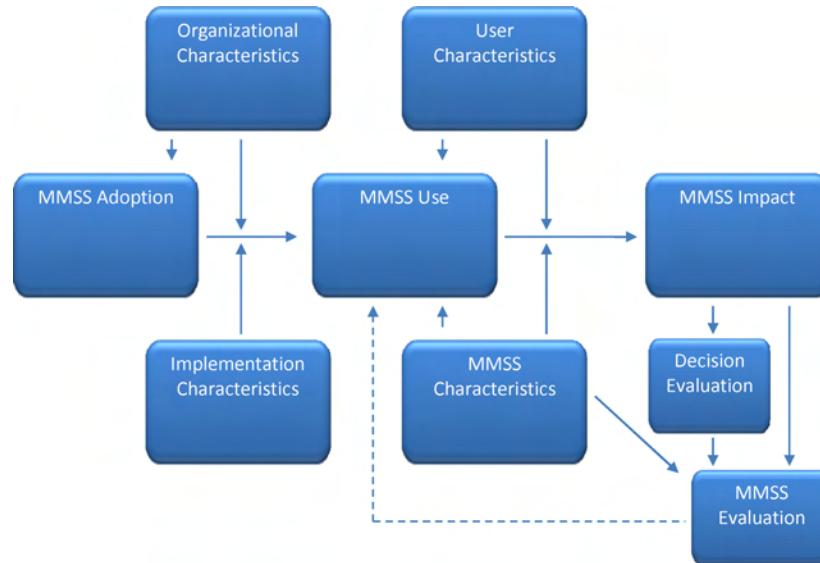 Organizational
Characteristics
User
Characteristics
MMSS Adoption
MMSS Use
MMSS Impact
Implementation
Characteristics
MMSS
Characteristics
Decision
Evaluation
MMSS
Evaluation